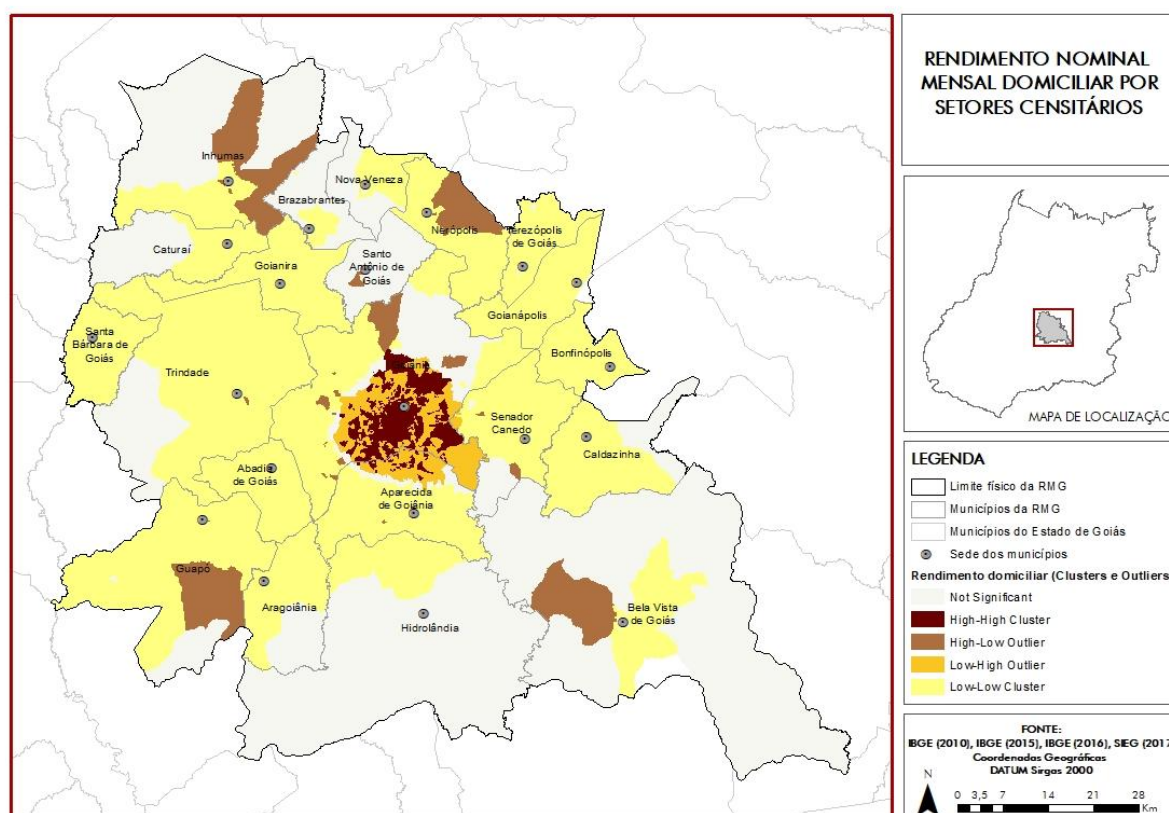 RENDIMENTO NOMINAL
MENSAL DOMICILIAR POR
SETORES CENSITÁRIOS
Inhumas
Nova Veneza
Brazabrantes
Nerópolis
Terezópolis
de Goiás
Caturaí
Goianira
Santo
Antônio de
Goiás
Goianápolis
Santa
Bárbara de
Goiás
Bonfinópolis
Trindade
Senador
Canedo
Caldazinha
Abadia
de Goiás
Aparecida
de Goiânia
Guapó
Aragoiânia
Hidrolândia
Bela Vista
de Goiás
MAPA DE LOCALIZAÇÃO
LEGENDA
Limite físico da RMG
Municípios da RMG
Municípios do Estado de Goiás
Sede dos municípios
Rendimento domiciliar (Clusters e Outliers
Not Significant
High-High Cluster
High-Low Outlier
Low-High Outlier
Low-Low Cluster
FONTE:
IBGE (2010), IBGE (2015), IBGE (2016), SIEG (2017
Coordenadas Geográficas
DATUM Sirgas 2000
N
0 3,5 7 14 21 28
Km